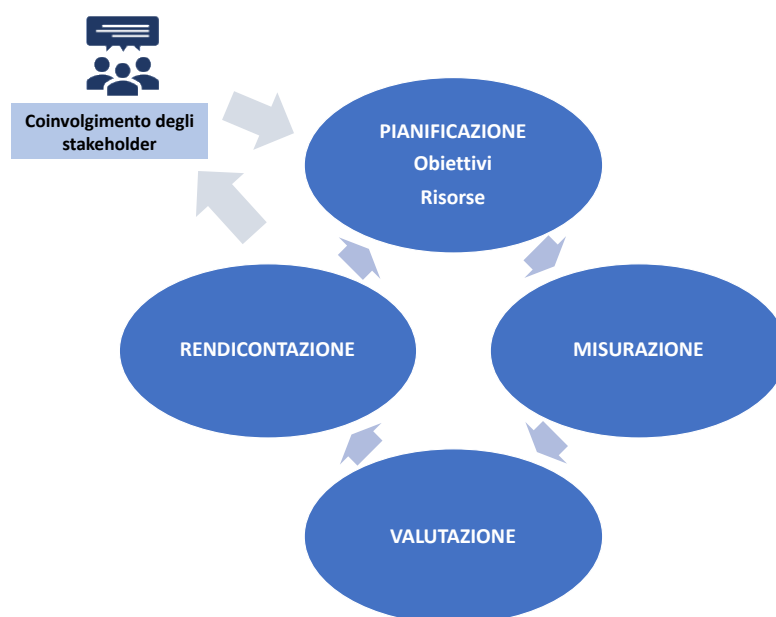 Coinvolgimento degli
stakeholder
PIANIFICAZIONE
Obiettivi
Risorse
RENDICONTAZIONE
MISURAZIONE
VALUTAZIONE